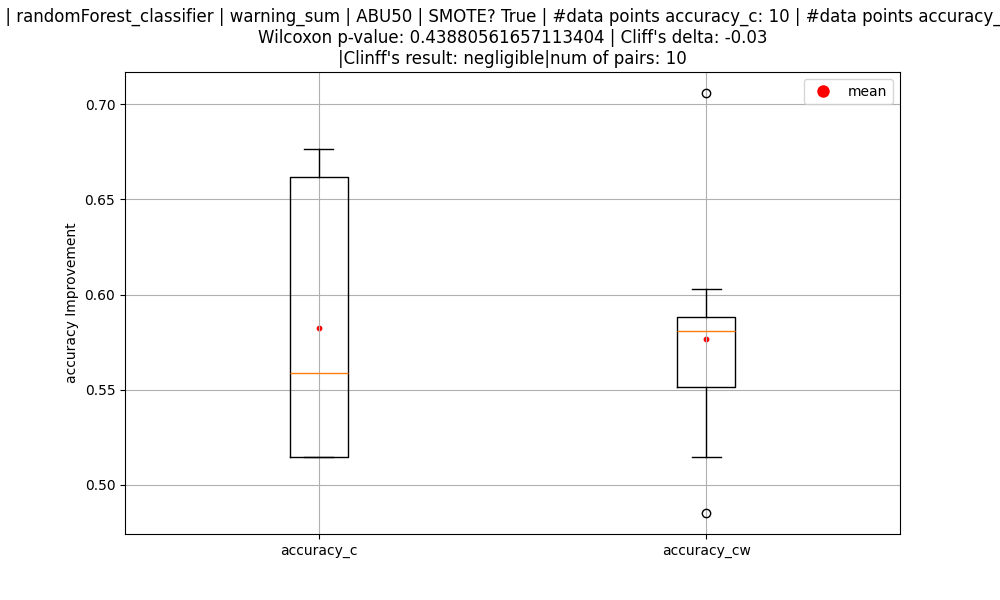 | randomForest_classifier | warning_sum | ABU50 | SMOTE? True | #data points accuracy_c: 10 | #data points accuracy_
Wilcoxon p-value: 0.43880561657113404 | Cliff's delta: -0.03
|Clinff's result: negligible|num of pairs: 10
mean
0.70
0.65
0.60
0.55
0.50
accuracy Improvement
accuracy_c
accuracy_cw